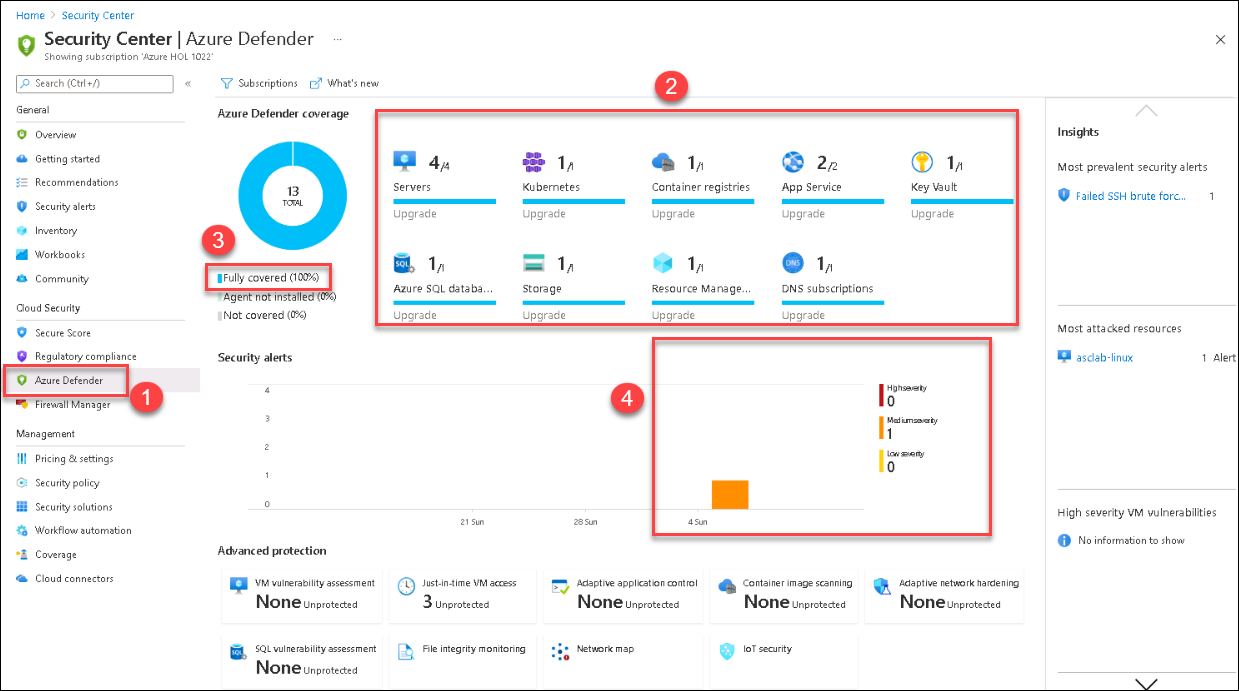 Home > Security Center
Security Center | Azure Defender ...
Showing subscription 'Azure HOL 1022'
Search (Ctrl+/)
«
General
Overview
Getting started
Recommendations
Security alerts
Inventory
Workbooks
Community
Cloud Security
Secure Score
Regulatory compliance
Azure Defender
1
Firewall Manager
Management
Pricing & settings
Security policy
Security solutions
Workflow automation
Coverage
Cloud connectors
Subscriptions
What's new
Azure Defender coverage
13
TOTAL
3
Fully covered (100%)
Agent not installed (0%)
Not covered (0%)
2
4/4
Servers
Upgrade
1/1
Kubernetes
Upgrade
1/1
Container registries
Upgrade
2/2
App Service
Upgrade
1/1
Key Vault
Upgrade
SQL
1/1
Azure SQL databa...
Upgrade
1/1
Storage
Upgrade
1/1
Resource Manage...
Upgrade
DNS
1/1
DNS subscriptions
Upgrade
Security alerts
4
3
2
1
0
21 Sun
28 Sun
4 Sun
4
High severity
0
Medium severity
1
Low severity
0
Advanced protection
VM vulnerability assessment
None Unprotected
Just-in-time VM access
3 Unprotected
Adaptive application control
None Unprotected
Container image scanning
None Unprotected
Adaptive network hardening
None Unprotected
SQL
SQL vulnerability assessment
None Unprotected
File integrity monitoring
Network map
IoT security
Insights
Most prevalent security alerts
Failed SSH brute forc... 1
Most attacked resources
asclab-linux 1 Alert
High severity VM vulnerabilities
No information to show